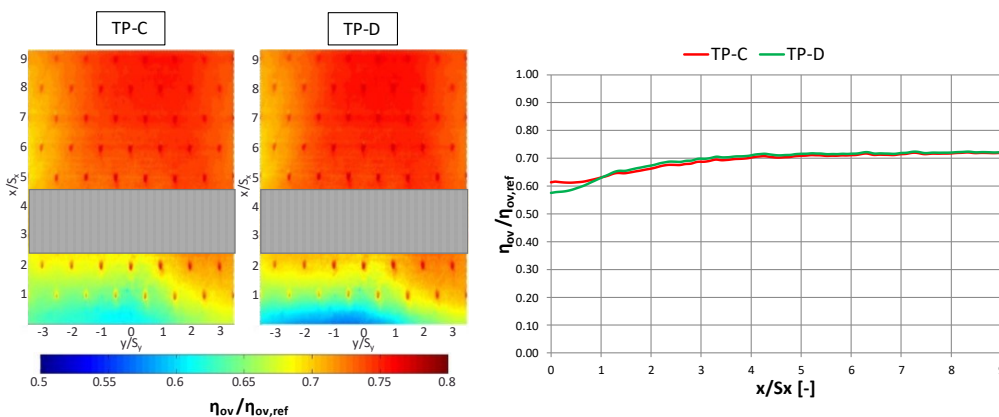 TP-C TP-D
9 9
8 8
7 7
6 6
5 5
x/Sx x/Sx
4 4
3 3
2 2
1 1
-3 -2 -1 0 1 2 3 -3 -2 -1 0 1 2 3
y/Sy y/Sy
0.5 0.55 0.6 0.65 0.7 0.75 0.8
ηov/ηov,ref
TP-C TP-D
1.00
0.90
0.80
0.70
0.60
0.50
0.40
0.30
0.20
0.10
0.00
ηov/ηov,ref
0 1 2 3 4 5 6 7 8 9
x/Sx [-]